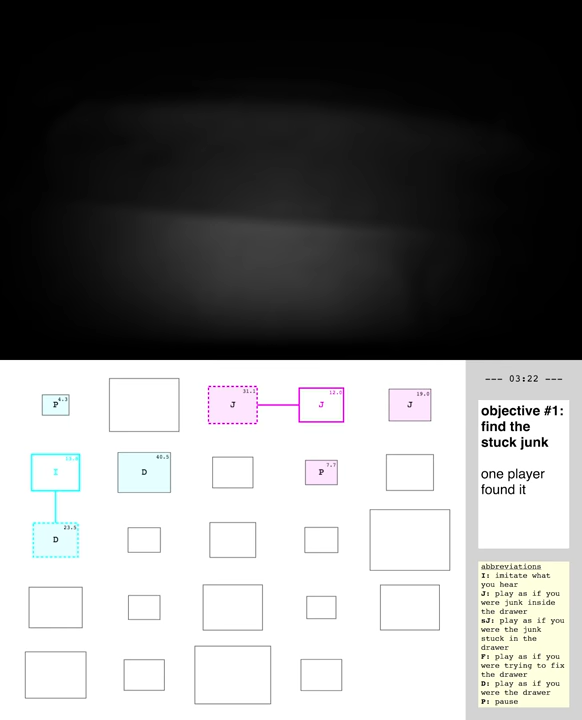 --- 03:22 ---
objective #1:
find the
stuck junk
one player
found it
P 4.3
J 31.1
J 12.0
J 19.0
I
D 40.5
P 7.7
D 23.5
abbreviations
I: imitate what
you hear
J: play as if you
were junk inside
the drawer
sJ: play as if
you were the junk
stuck in the
drawer
F: play as if you
were trying to fix
the drawer
D: play as if you
were the drawer
P: pause